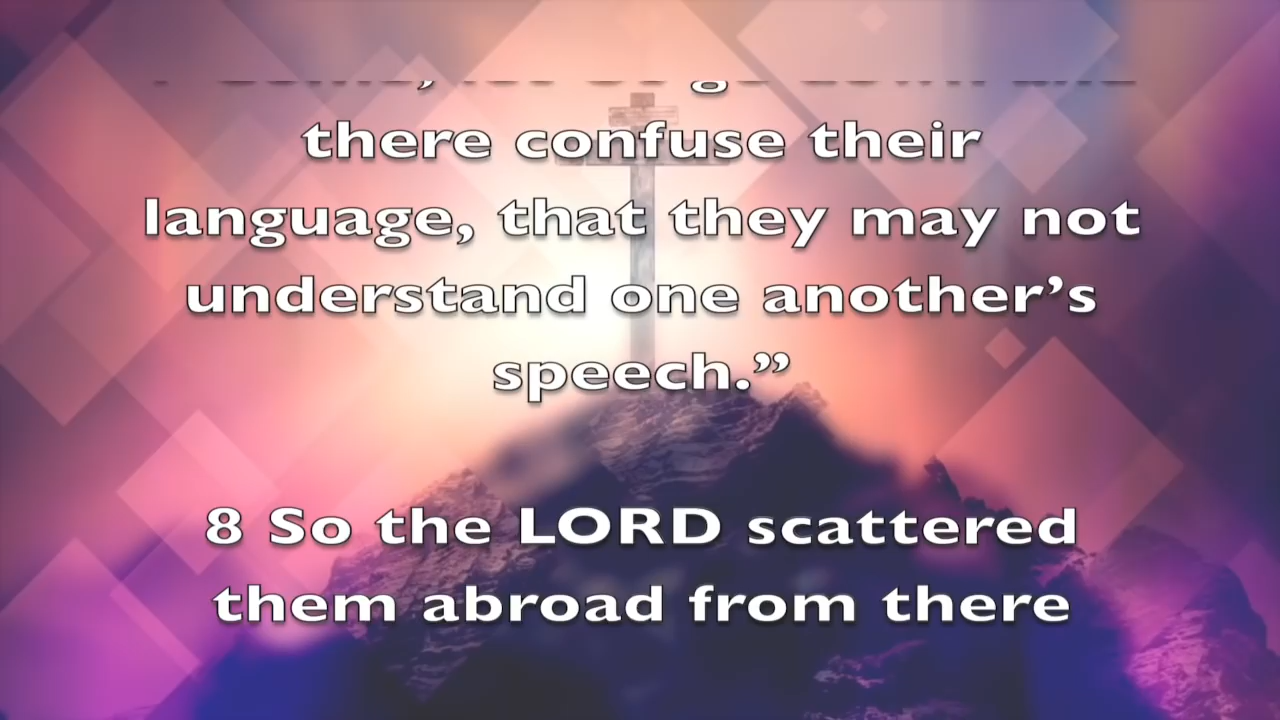 there confuse their
language, that they may not
understand one another’s
speech.”
8 So the LORD scattered
them abroad from there